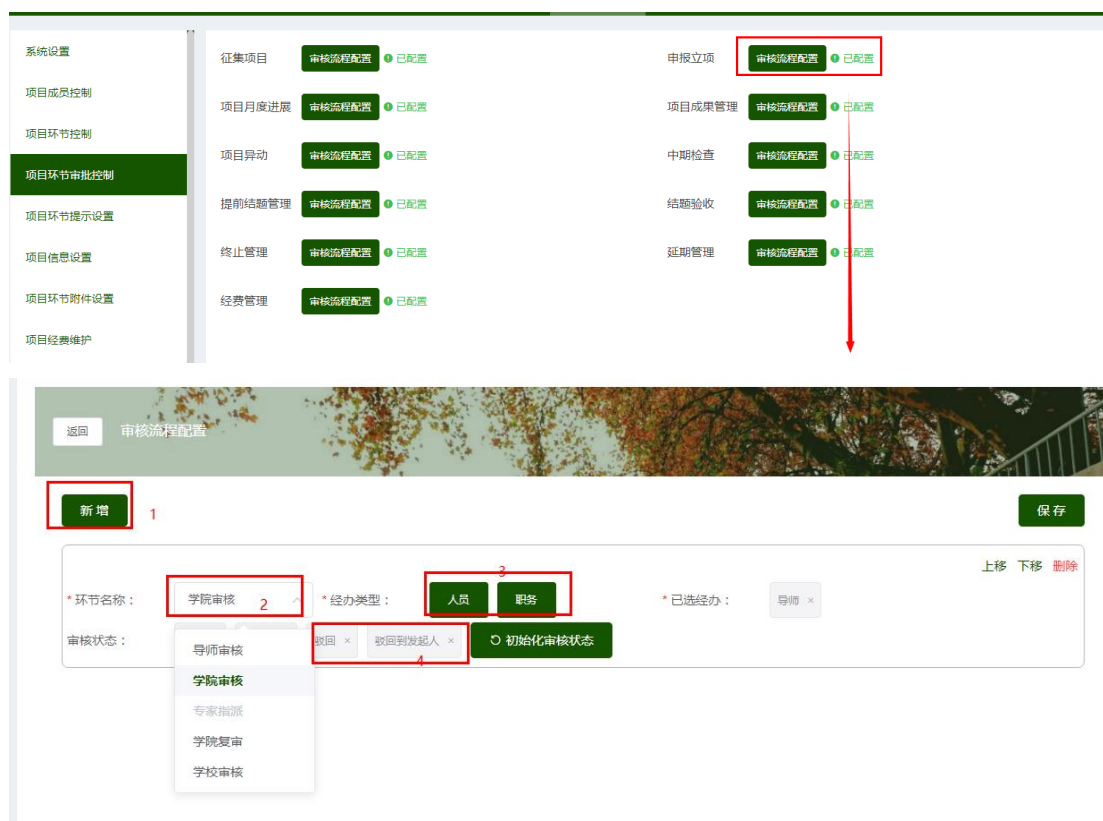 系统设置
项目成员控制
项目环节控制
项目环节审批控制
项目环节提示设置
项目信息设置
项目环节附件设置
项目经费维护
征集项目 审核流程配置 已配置 申报立项 审核流程配置 已配置
项目月度进展 审核流程配置 已配置 项目成果管理 审核流程配置 已配置
项目异动 审核流程配置 已配置 中期检查 审核流程配置 已配置
提前结题管理 审核流程配置 已配置 结题验收 审核流程配置 已配置
终止管理 审核流程配置 已配置 延期管理 审核流程配置 已配置
经费管理 审核流程配置 已配置
返回 审核流程配置
新增 1 保存
上移 下移 删除
* 环节名称： 学院审核 2 * 经办类型： 人员 职务 3 * 已选经办： 导师 ×
审核状态： 驳回 × 驳回到发起人 × 4 初始化审核状态
导师审核
学院审核
专家指派
学院复审
学校审核